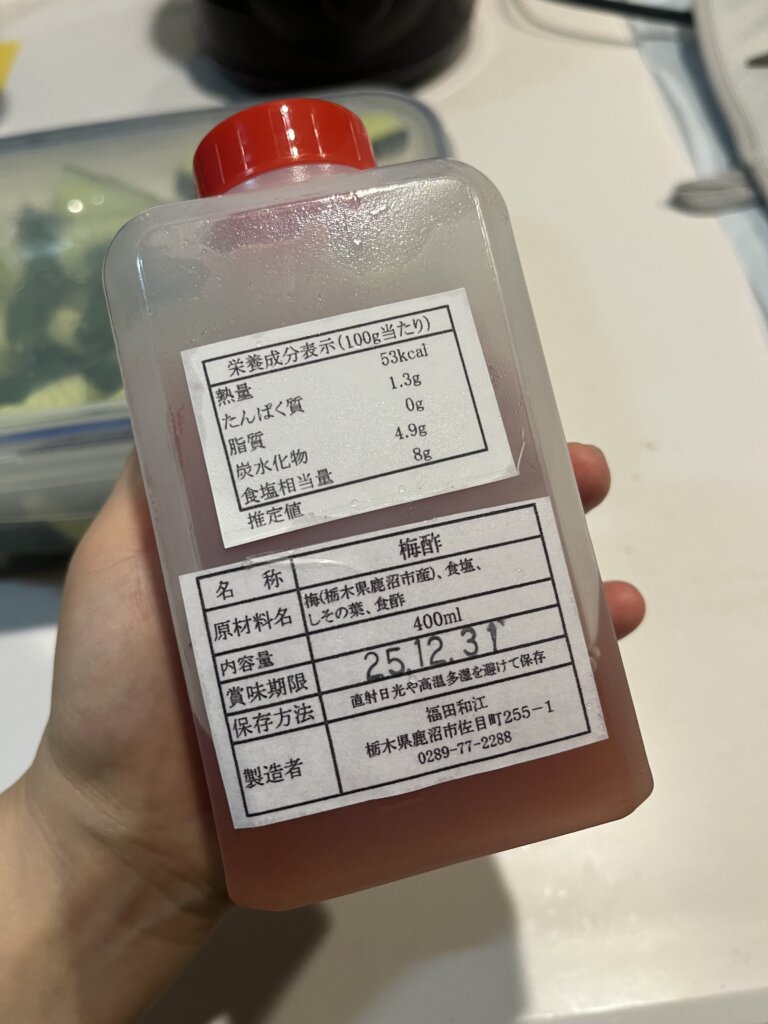 栄養成分表示(100g当たり)
熱量 53kcal
たんぱく質 1.3g
脂質 0g
炭水化物 4.9g
食塩相当量 8g
推定値
名 称 梅酢
原材料名 梅(栃木県鹿沼市産)、食塩、
しその葉、食酢
内容量 400ml
賞味期限 25.12.31
保存方法 直射日光や高温多湿を避けて保存
製造者 福田和江
栃木県鹿沼市佐目町255-1
0289-77-2288